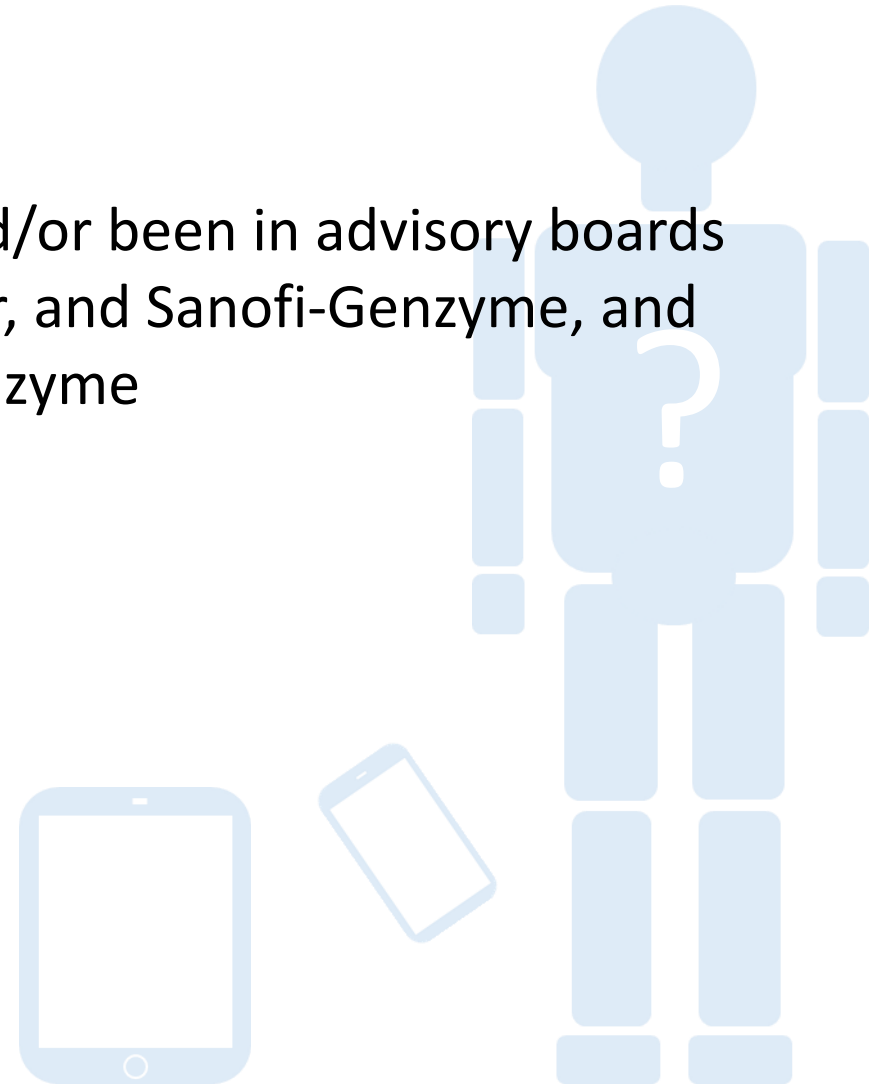 d/or been in advisory boards
r, and Sanofi-Genzyme, and
zyme
?